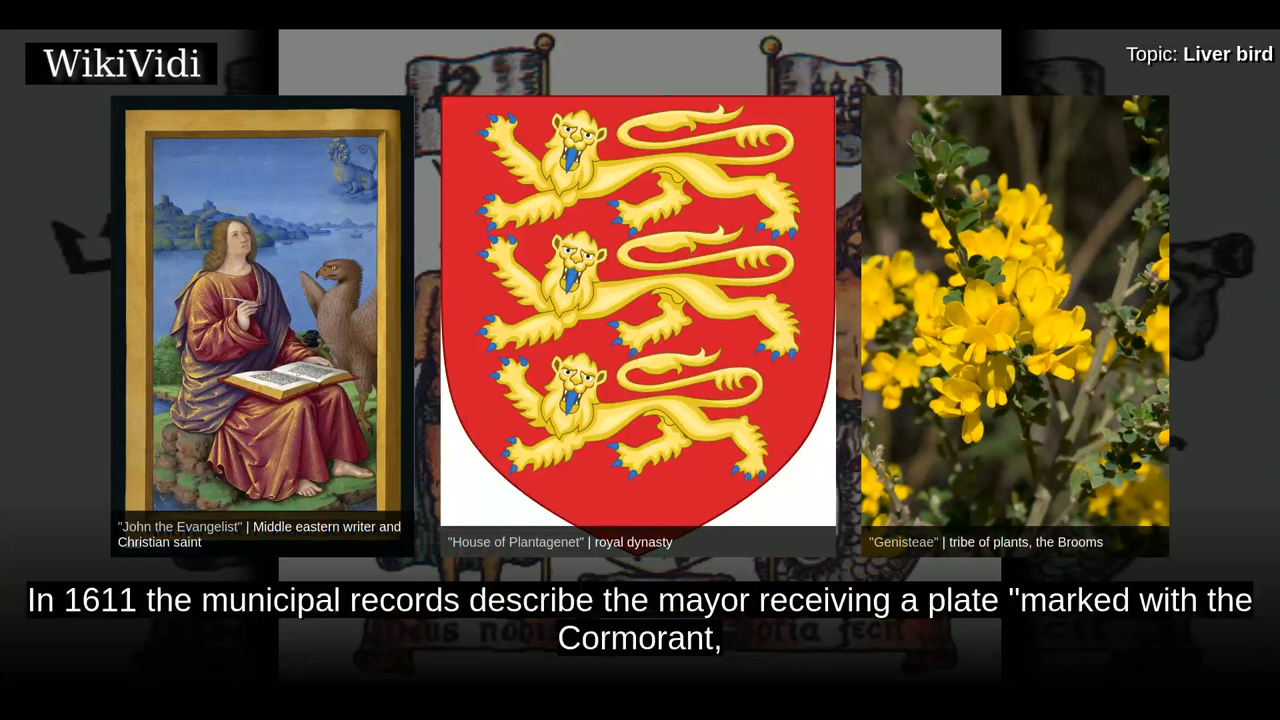 WikiVidi
Topic: Liver bird
"John the Evangelist" | Middle eastern writer and
Christian saint
"House of Plantagenet" | royal dynasty
"Genisteae" | tribe of plants, the Brooms
In 1611 the municipal records describe the mayor receiving a plate "marked with the
Cormorant,